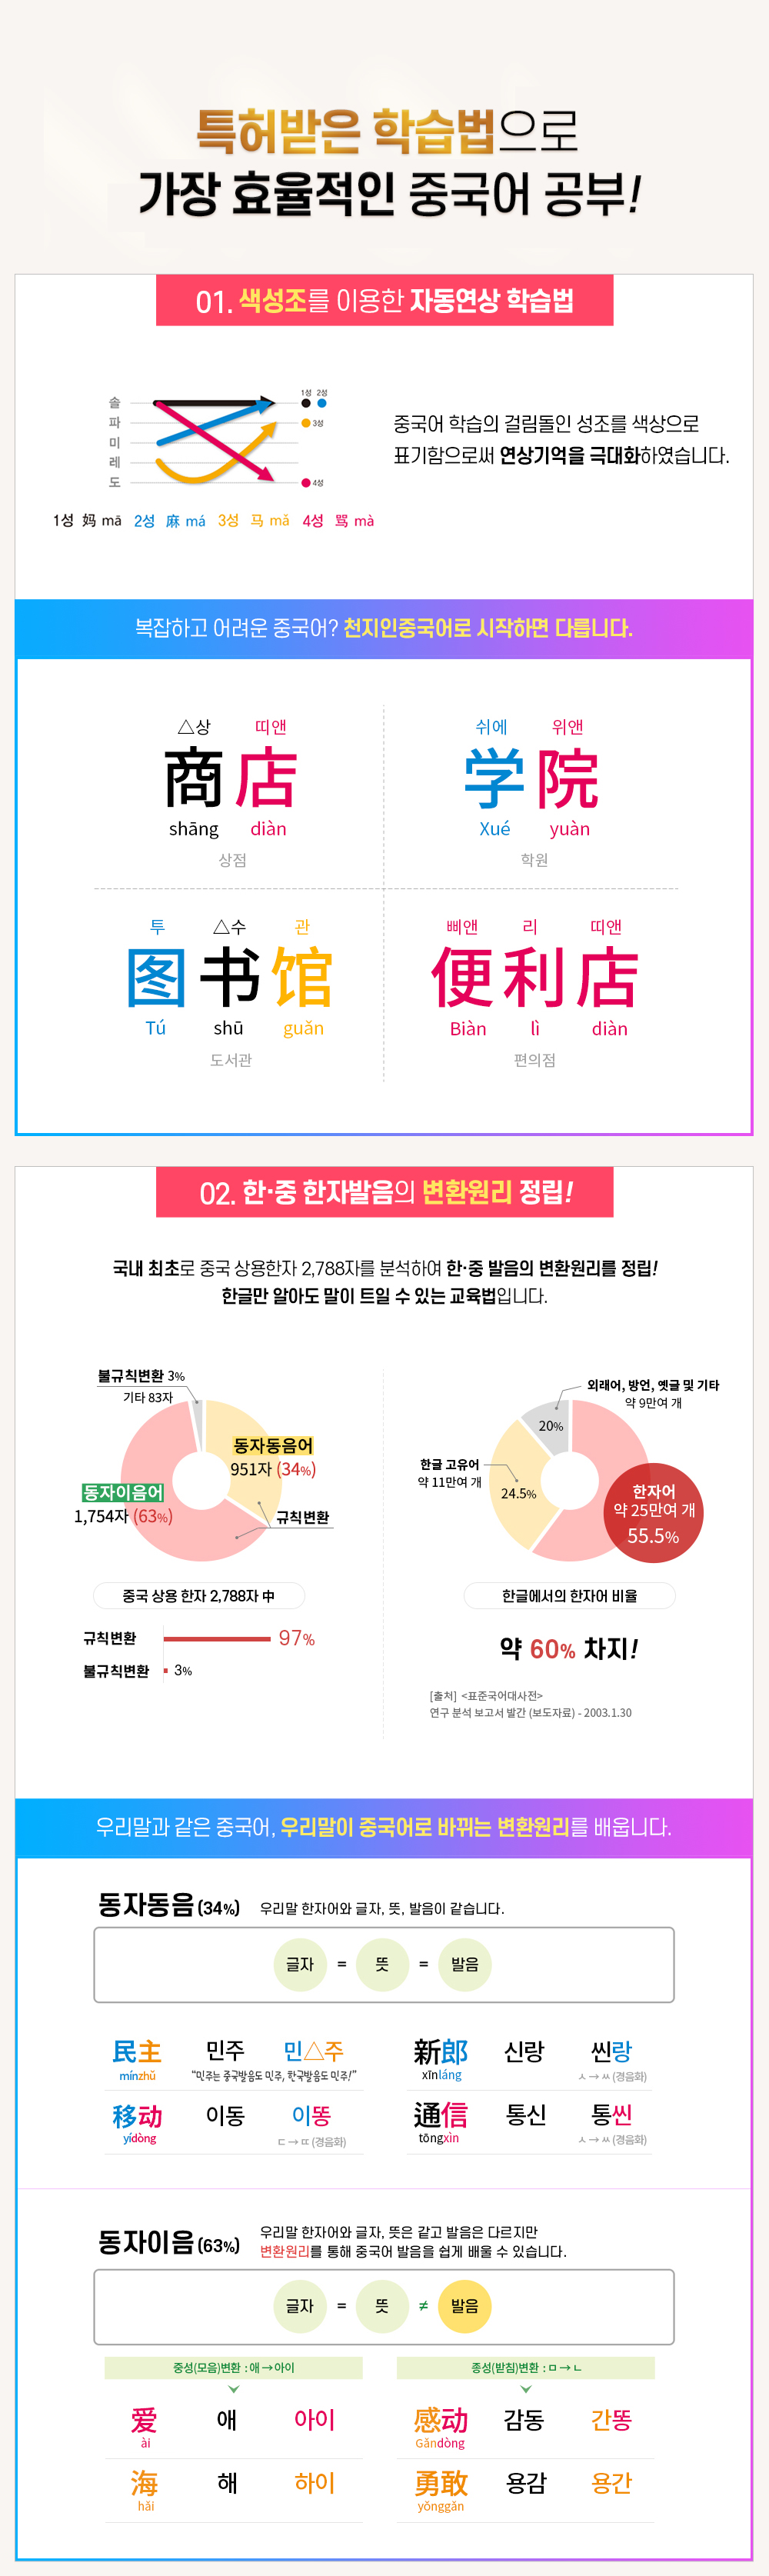 특허받은 학습법으로
가장 효율적인 중국어 공부!
01. 색성조를 이용한 자동연상 학습법
솔
파
미
레
도
1성 2성
3성
4성
1성 妈 mā 2성 麻 má 3성 马 mǎ 4성 骂 mà
중국어 학습의 걸림돌인 성조를 색상으로
표기함으로써 연상기억을 극대화하였습니다.
복잡하고 어려운 중국어? 천지인중국어로 시작하면 다릅니다.
△상 띠앤
商店
shāng diàn
상점
쉬에 위앤
学院
Xué yuàn
학원
투 △수 관
图书馆
Tú shū guǎn
도서관
삐앤 리 띠앤
便利店
Biàn lì diàn
편의점
02. 한·중 한자발음의 변환원리 정립!
국내 최초로 중국 상용한자 2,788자를 분석하여 한·중 발음의 변환원리를 정립!
한글만 알아도 말이 트일 수 있는 교육법입니다.
불규칙변환 3%
기타 83자
동자동음어
951자 (34%)
동자이음어
1,754자 (63%)
규칙변환
중국 상용 한자 2,788자 中
규칙변환 97%
불규칙변환 3%
외래어, 방언, 옛글 및 기타
약 9만여 개
20%
한글 고유어
약 11만여 개
24.5%
한자어
약 25만여 개
55.5%
한글에서의 한자어 비율
약 60% 차지!
[출처] <표준국어대사전>
연구 분석 보고서 발간 (보도자료) - 2003.1.30
우리말과 같은 중국어, 우리말이 중국어로 바뀌는 변환원리를 배웁니다.
동자동음(34%) 우리말 한자어와 글자, 뜻, 발음이 같습니다.
글자 = 뜻 = 발음
民主 민주 민△주
mínzhǔ "민주는 중국발음도 민주, 한국발음도 민주!"
移动 이동 이똥
yídòng ㄷ → ㄸ (경음화)
新郎 신랑 씬랑
xīnláng ㅅ → ㅆ (경음화)
通信 통신 통씬
tōngxìn ㅅ → ㅆ (경음화)
동자이음(63%) 우리말 한자어와 글자, 뜻은 같고 발음은 다르지만
변환원리를 통해 중국어 발음을 쉽게 배울 수 있습니다.
글자 = 뜻 ≠ 발음
중성(모음)변환 : 애 → 아이
爱 애 아이
ài
海 해 하이
hǎi
종성(받침)변환 : ㅁ → ㄴ
感动 감동 간똥
Gǎndòng
勇敢 용감 용간
yǒnggǎn